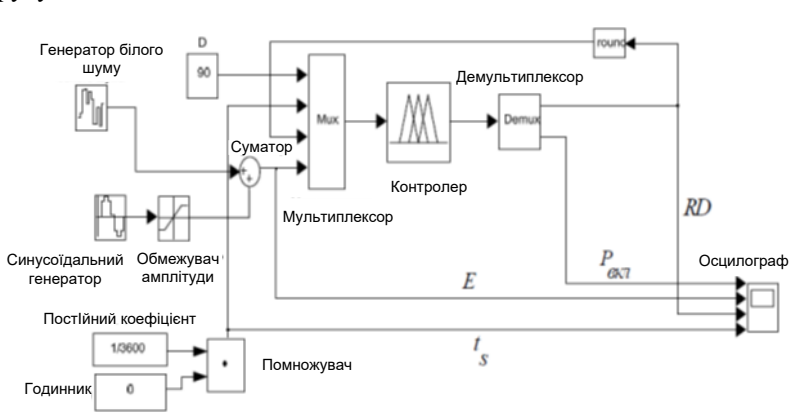 Генератор білого
шуму
D
90
round
Демультиплексор
Mux
Demux
Суматор
Контролер
Мультиплексор
RD
Синусоїдальний
генератор
Обмежувач
амплітуди
P вкл
Осцилограф
E
ПостІйний коефіцієнт
1/3600
t s
Помножувач
Годинник
0